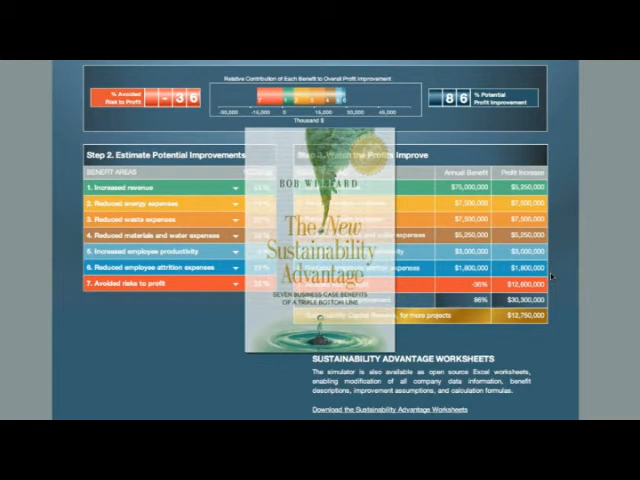 Relative Contribution of Each Benefit to Overall Profit Improvement
% Avoided
Risk to Profit
- 3 6
8 6
% Potential
Profit Improvement
-30,000 -15,000 0 15,000 30,000 45,000
Thousand $
Step 2. Estimate Potential Improvements
Watch the Profits Improve
BENEFIT AREAS
Annual Benefit Profit Increase
1. Increased revenue
$75,000,000 $5,250,000
2. Reduced energy expenses
$7,500,000 $7,500,000
3. Reduced waste expenses
$7,500,000 $7,500,000
4. Reduced materials and water expenses
$5,250,000 $5,250,000
5. Increased employee productivity
$3,000,000 $3,000,000
6. Reduced employee attrition expenses
$1,800,000 $1,800,000
7. Avoided risks to profit
-36% $12,600,000
86% $30,300,000
for more projects $12,750,000
BOB WILLARD
The New
Sustainability
Advantage
SEVEN BUSINESS CASE BENEFITS
OF A TRIPLE BOTTOM LINE
SUSTAINABILITY ADVANTAGE WORKSHEETS
The simulator is also available as open source Excel worksheets,
enabling modification of all company data information, benefit
descriptions, improvement assumptions, and calculation formulas.
Download the Sustainability Advantage Worksheets